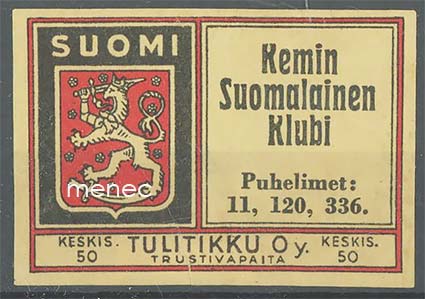 SUOMI
menec
Kemin
Suomalainen
Klubi
Puhelimet:
11, 120, 336.
KESKIS.
50
TULITIKKU Oy.
TRUSTIVAPAITA
KESKIS.
50